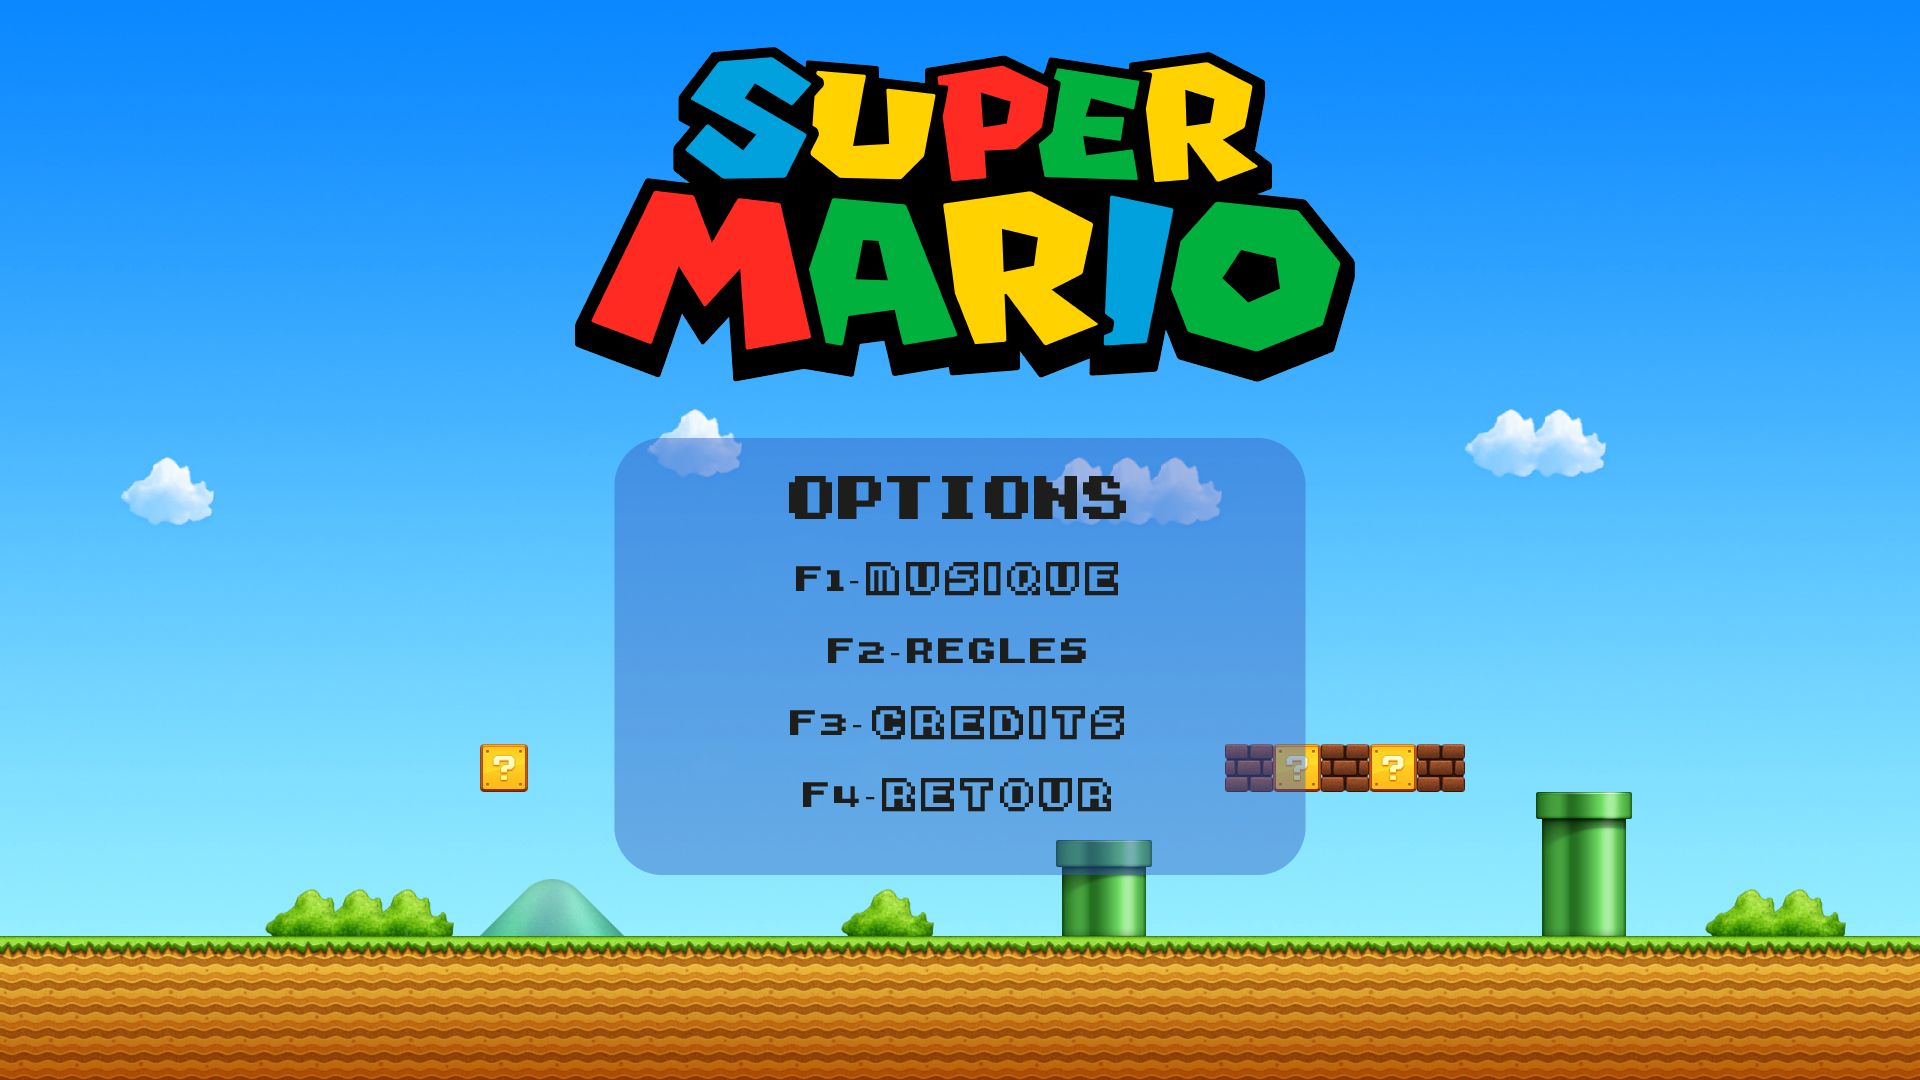 SUPER
MARIO
OPTIONS
F1-MUSIQUE
F2-REGLES
?
? ?
F3-CREDITS
F4-RETOUR